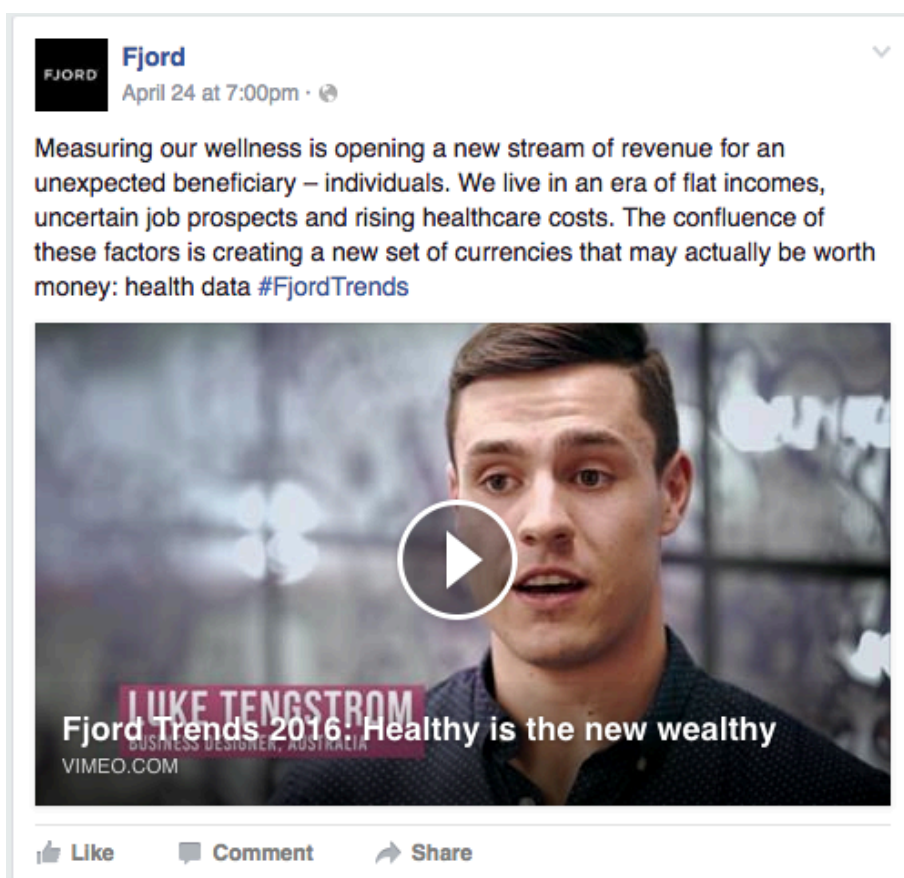 FJORD
Fjord
April 24 at 7:00pm ·
Measuring our wellness is opening a new stream of revenue for an
unexpected beneficiary – individuals. We live in an era of flat incomes,
uncertain job prospects and rising healthcare costs. The confluence of
these factors is creating a new set of currencies that may actually be worth
money: health data #FjordTrends
LUKE TENGSTROM
Fjord Trends 2016: Healthy is the new wealthy
BUSINESS DESIGNER, AUSTRALIA
VIMEO.COM
Like Comment Share